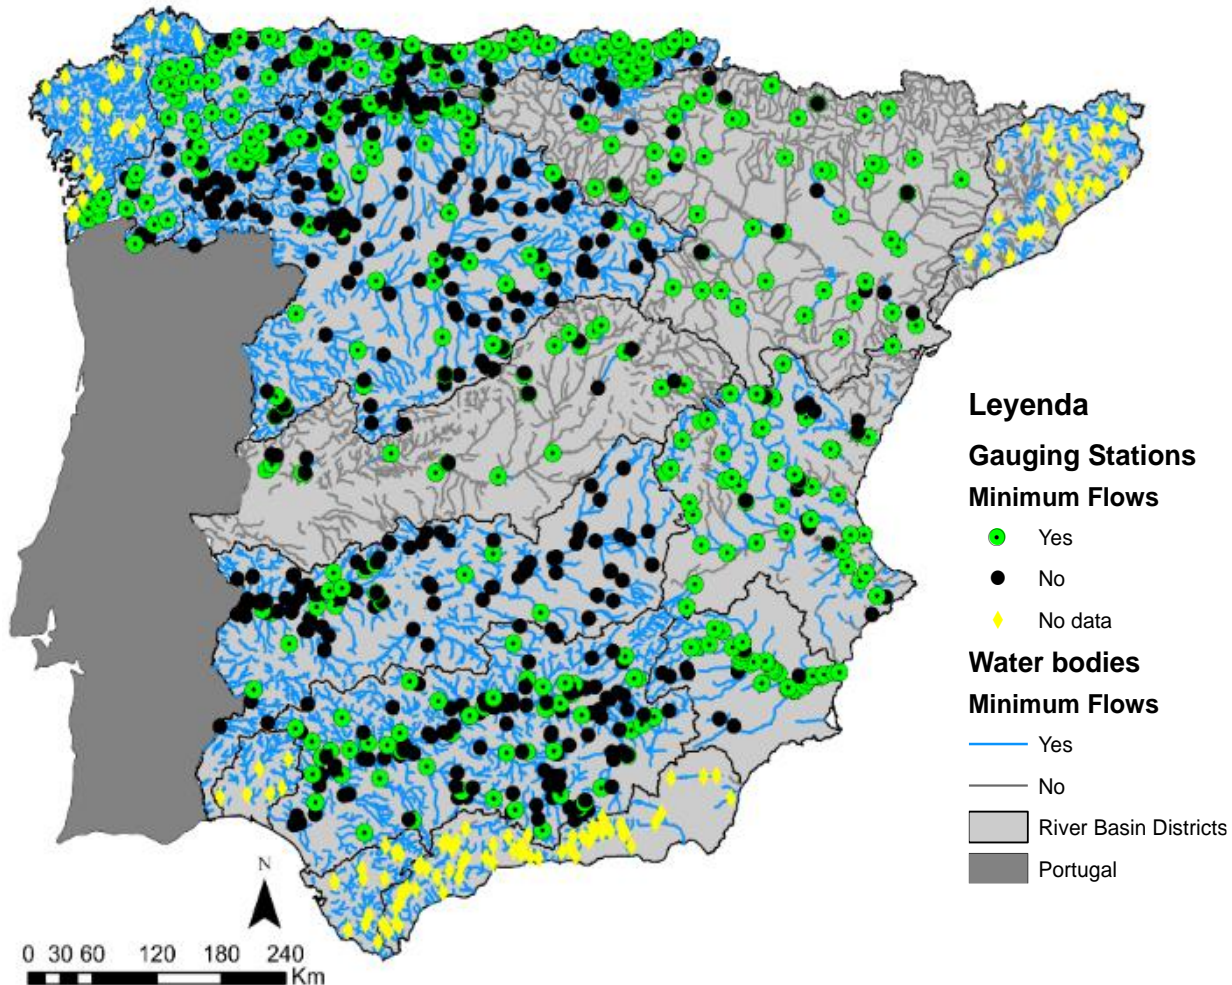 Leyenda
Gauging Stations
Minimum Flows
Yes
No
No data
Water bodies
Minimum Flows
Yes
No
River Basin Districts
Portugal
N
0 30 60 120 180 240
Km